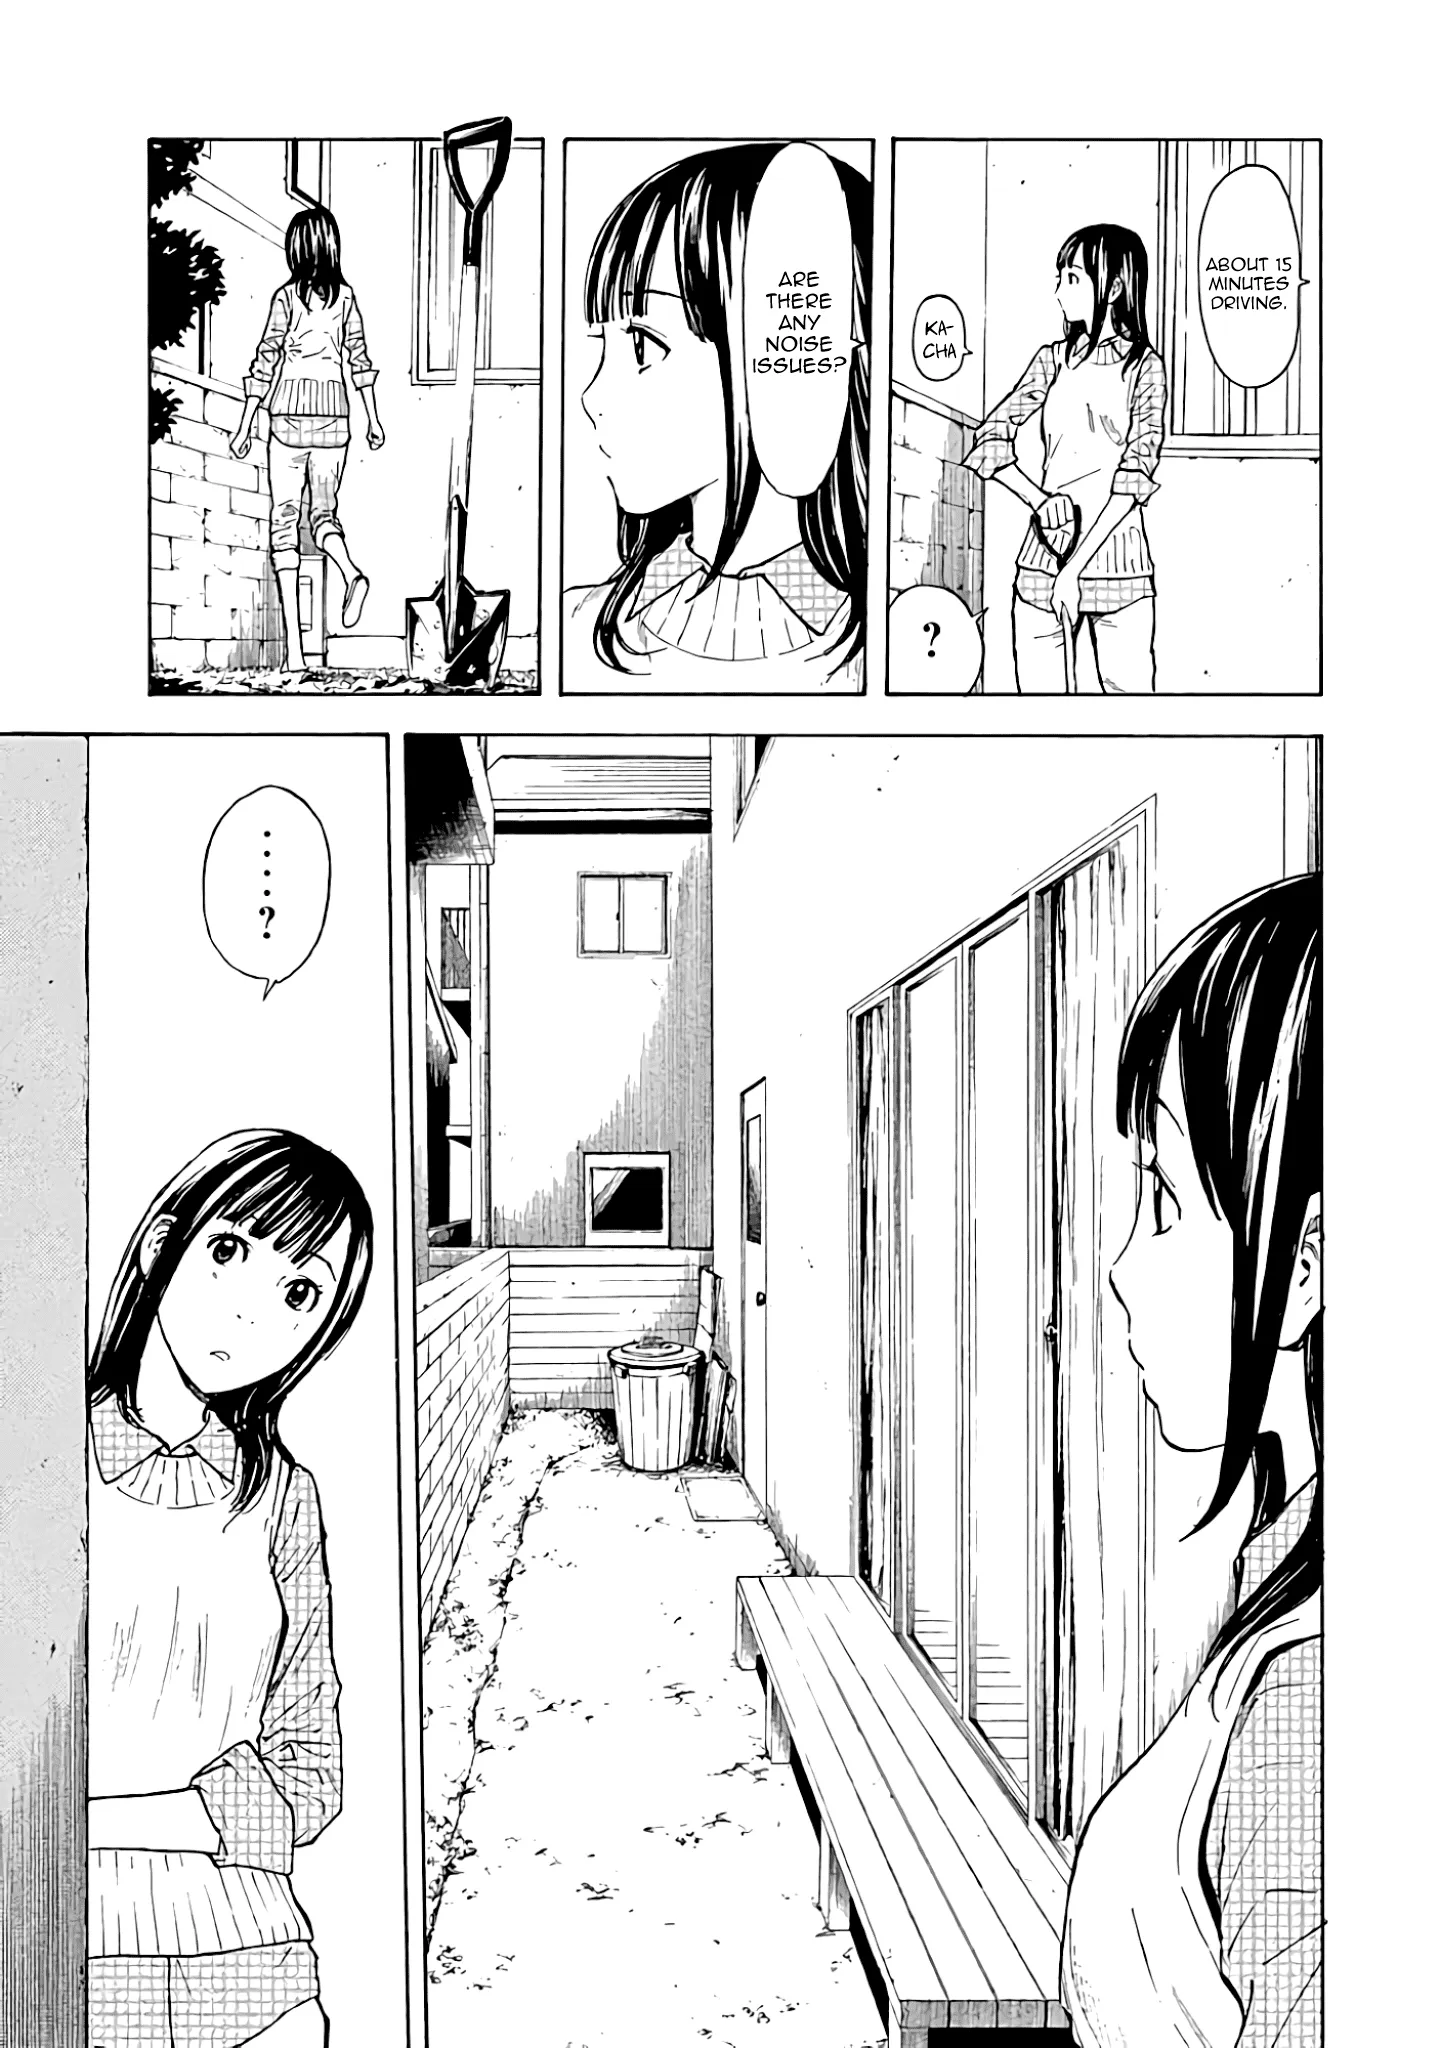 ABOUT 15
MINUTES
DRIVING.
KA-
CHA
?
ARE
THERE
ANY
NOISE
ISSUES?
.....?